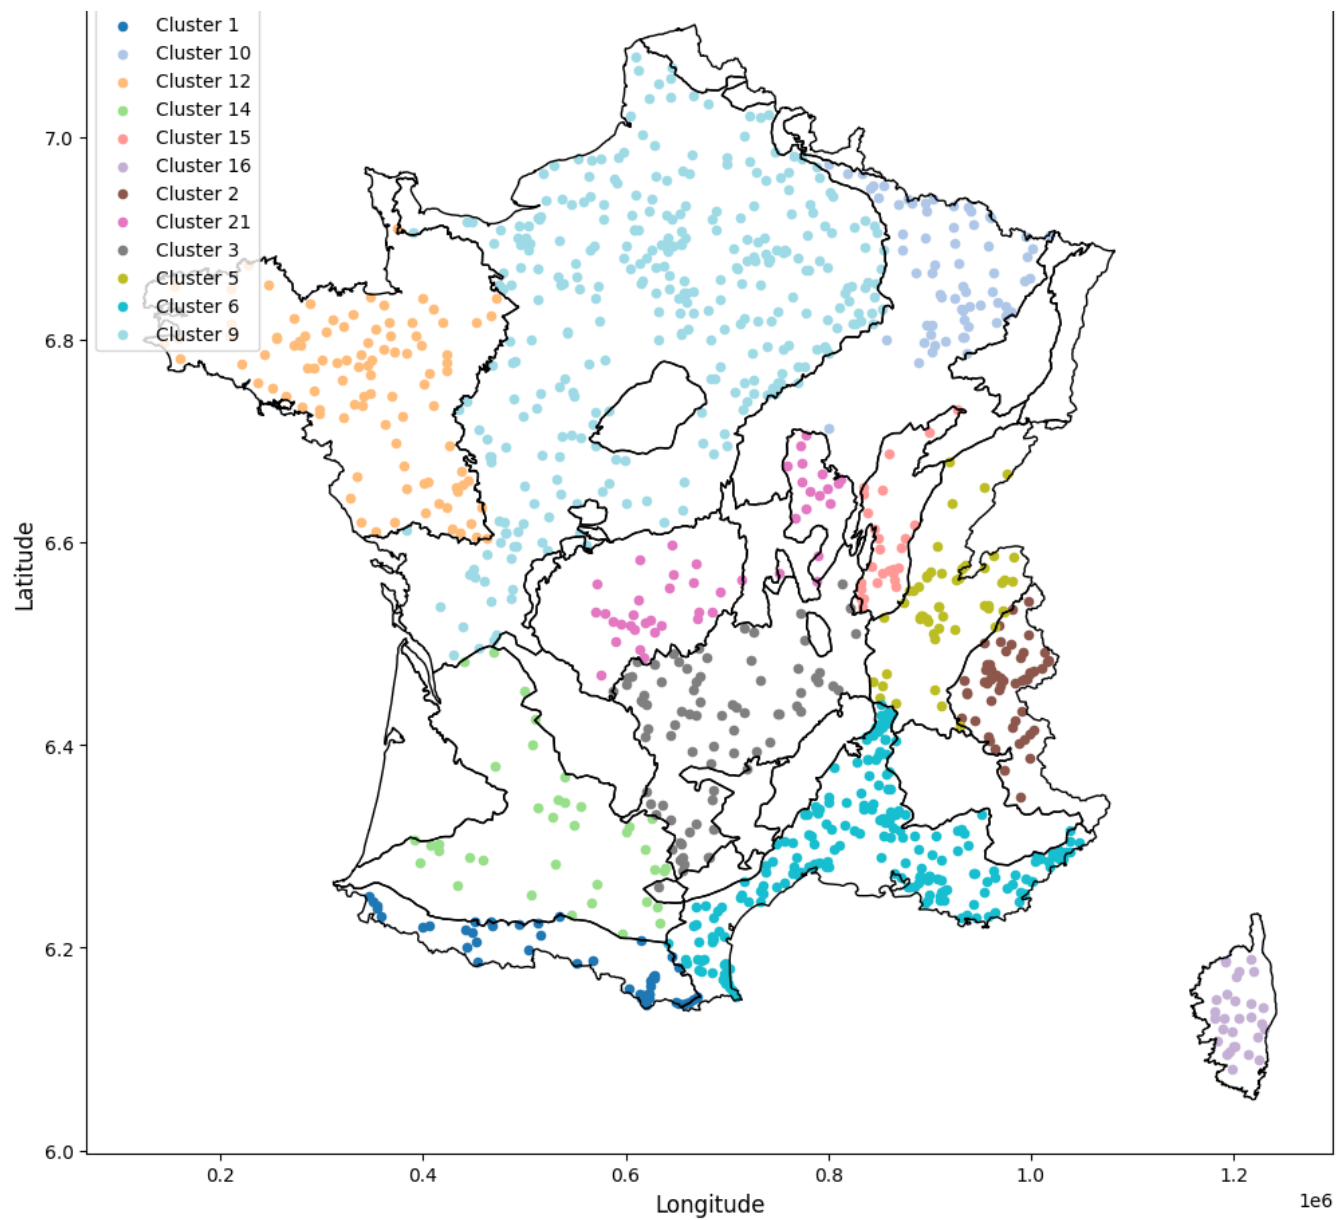 Cluster 1
Cluster 10
Cluster 12
Cluster 14
Cluster 15
Cluster 16
Cluster 2
Cluster 21
Cluster 3
Cluster 5
Cluster 6
Cluster 9
7.0
6.8
6.6
6.4
6.2
6.0
Latitude
0.2
0.4
0.6
0.8
1.0
1.2
1e6
Longitude